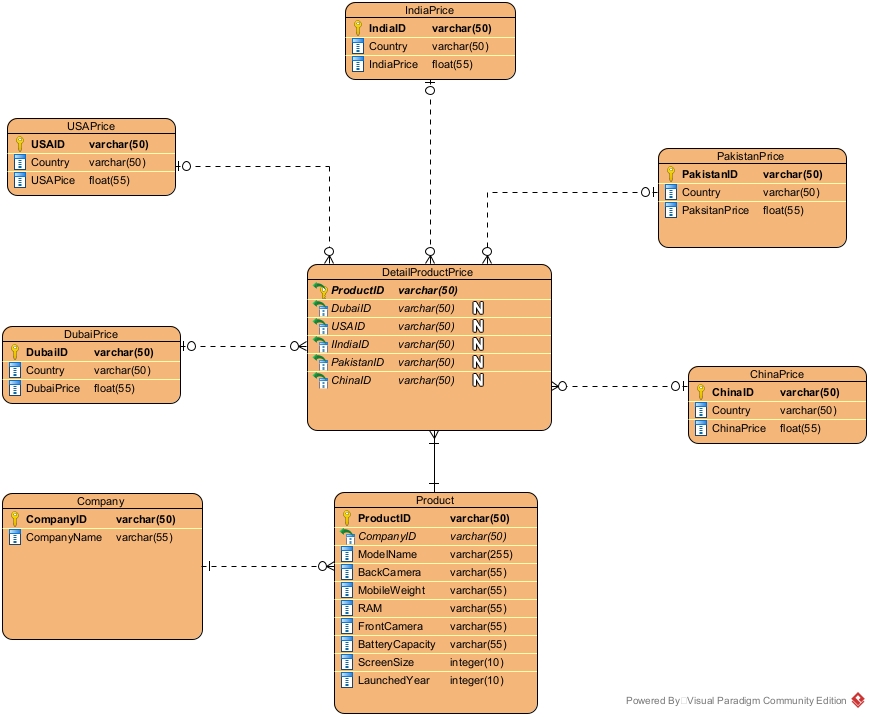 IndiaPrice
IndiaID varchar(50)
Country varchar(50)
IndiaPrice float(55)
USAPrice
USAID varchar(50)
Country varchar(50)
USAPice float(55)
PakistanPrice
PakistanID varchar(50)
Country varchar(50)
PaksitanPrice float(55)
DetailProductPrice
ProductID varchar(50)
DubaiID varchar(50) N
USAID varchar(50) N
IIndiaID varchar(50) N
PakistanID varchar(50) N
ChinaID varchar(50) N
DubaiPrice
DubaiID varchar(50)
Country varchar(50)
DubaiPrice float(55)
ChinaPrice
ChinaID varchar(50)
Country varchar(50)
ChinaPrice float(55)
Company
CompanyID varchar(50)
CompanyName varchar(55)
Product
ProductID varchar(50)
CompanyID varchar(50)
ModelName varchar(255)
BackCamera varchar(55)
MobileWeight varchar(55)
RAM varchar(55)
FrontCamera varchar(55)
BatteryCapacity varchar(55)
ScreenSize integer(10)
LaunchedYear integer(10)
Powered By Visual Paradigm Community Edition